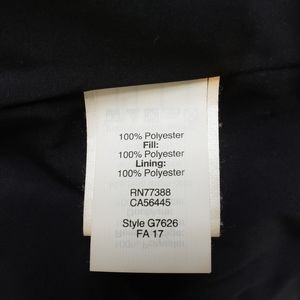 100% Polyester
Fill:
100% Polyester
Lining:
100% Polyester
RN77388
CA56445
Style G7626
FA 17